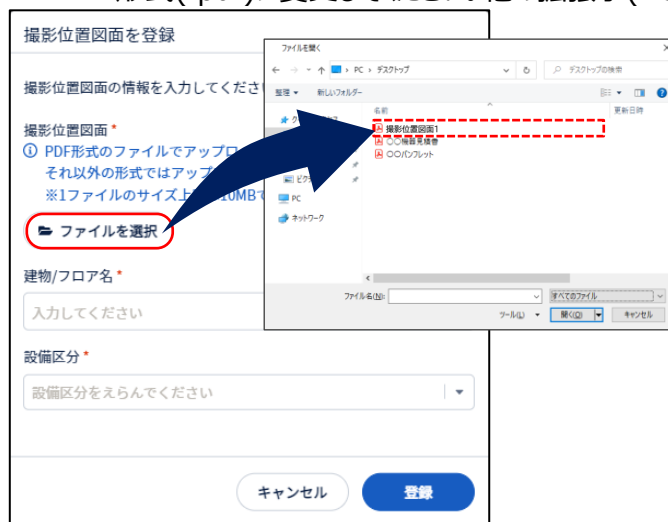 撮影位置図面を登録
撮影位置図面の情報を入力してくださ
撮影位置図面 *
PDF形式のファイルでアップロ
それ以外の形式ではアップ
※1ファイルのサイズ上 10MBで
ファイルを選択
建物/フロア名 *
入力してください
設備区分 *
設備区分をえらんでください
キャンセル
登録
ファイルを開く
PC › デスクトップ
デスクトップの検索
整理
新しいフォルダー
名前
更新日時
撮影位置図面1
〇〇機器見積書
〇〇パンフレット
PC
ネットワーク
ファイル名(N):
すべてのファイル
ツール(L)
開く(O)
キャンセル